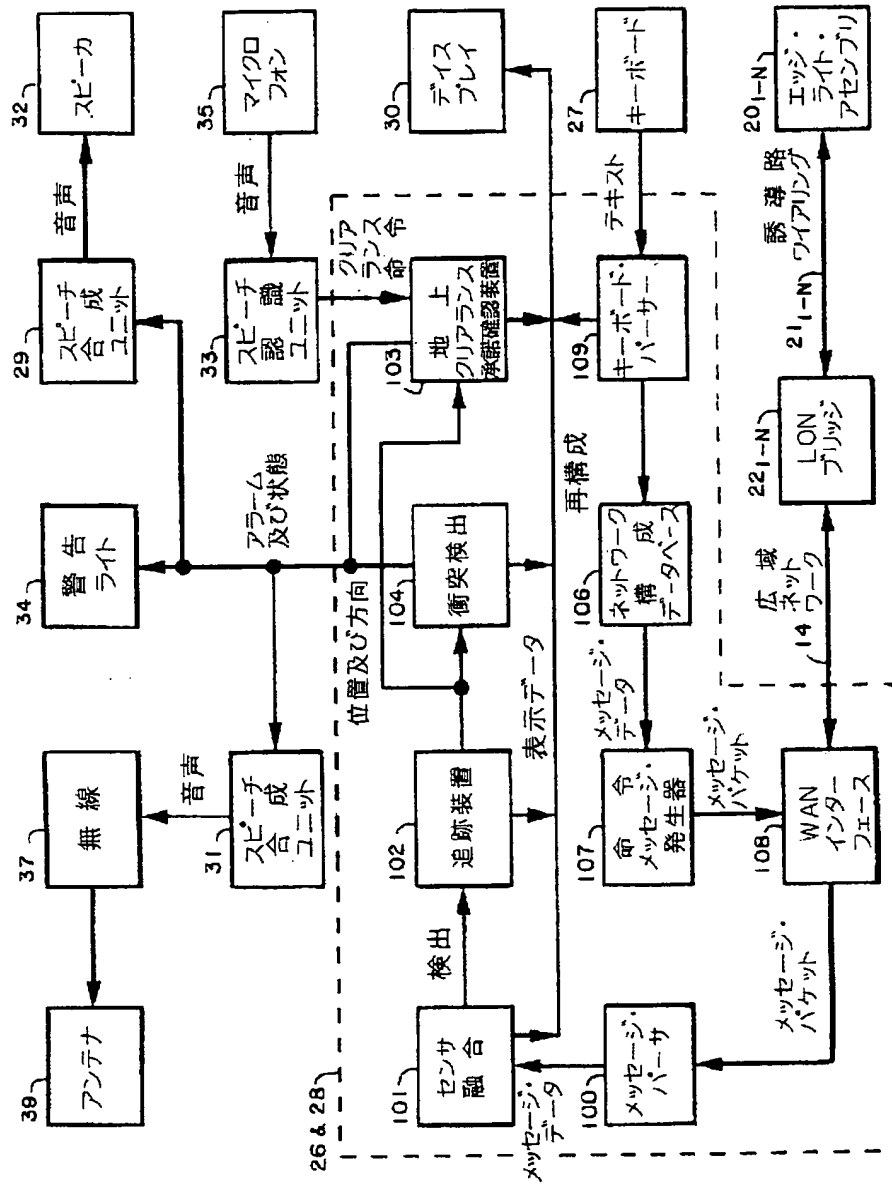 39
アンテナ
37
無線
音声
31
スピーチ
合成
ユニット
34
警告
ライト
アラーム
及び状態
29
スピーチ
合成
ユニット
音声
32
スピーカ
35
マイクロ
フォン
音声
33
スピーチ
認識
ユニット
クリア
ランス
命令
26 & 28
101
センサ
融合
検出
102
追跡装置
位置及び方向
104
衝突検出
103
地上
クリアランス
承諾確認装置
30
ディス
プレイ
表示データ
メッセージ・
データ
100
メッセージ・
パーサ
107
命令
メッセージ・
発生器
メッセージ・
データ
106
ネットワーク
構成
データベース
再構成
109
キーボード・
パーサー
テキスト
27
キーボード
メッセージ・
パケット
メッセージ・
パケット
108
WAN
インター
フェース
14
広域
ネット
ワーク
22 1-N
LON
ブリッジ
21 1-N
誘導路
ワイアリング
20 1-N
エッジ・
ライト・
アセンブリ